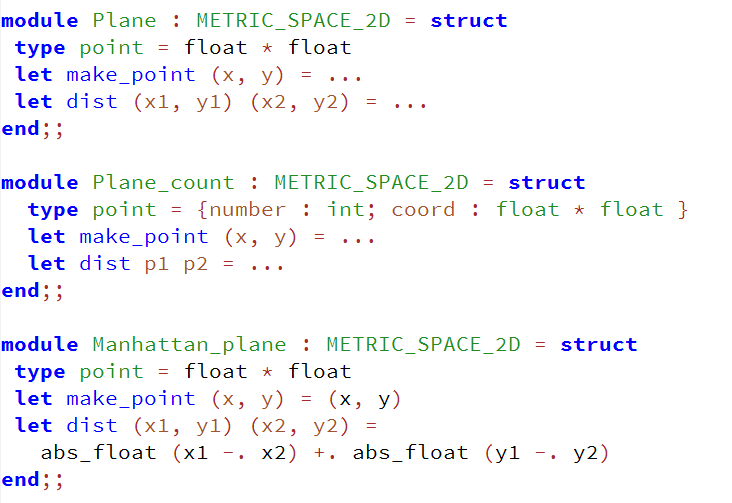 module Plane : METRIC_SPACE_2D = struct
 type point = float * float
 let make_point (x, y) = ...
 let dist (x1, y1) (x2, y2) = ...
end;;

module Plane_count : METRIC_SPACE_2D = struct
  type point = {number : int; coord : float * float }
  let make_point (x, y) = ...
  let dist p1 p2 = ...
end;;

module Manhattan_plane : METRIC_SPACE_2D = struct
 type point = float * float
 let make_point (x, y) = (x, y)
 let dist (x1, y1) (x2, y2) =
   abs_float (x1 -. x2) +. abs_float (y1 -. y2)
end;;